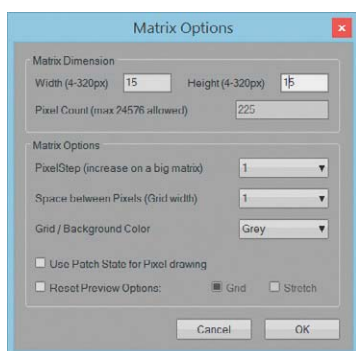 Matrix Options
Matrix Dimension
Width (4-320px) 15 Height (4-320px) 15
Pixel Count (max 24576 allowed) 225
Matrix Options
PixelStep (increase on a big matrix) 1
Space between Pixels (Grid width) 1
Grid / Background Color Grey
Use Patch State for Pixel drawing
Reset Preview Options: Grid Stretch
Cancel OK